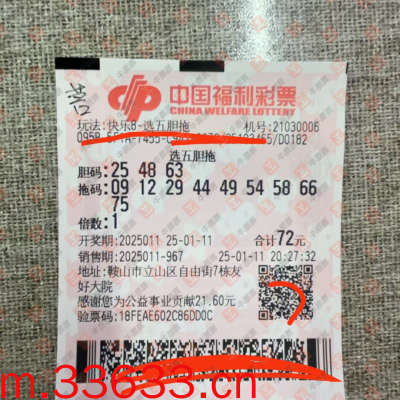 苦
中国福利彩票
CHINA WELFARE LOTTERY
玩法:快乐8-选五胆拖 机号:21030006
/D0182
选五胆拖
胆码:25 48 63
拖码:09 12 29 44 49 54 58 66
75
倍数:1
开奖期:2025011 25-01-11 合计72元
销售期:2025011-967 25-01-11 20:27:32
地址:鞍山市立山区自由街7栋友
好大院
感谢您为公益事业贡献21.60元
验票码:18FEAE602C86DD0C
m.33633.cn